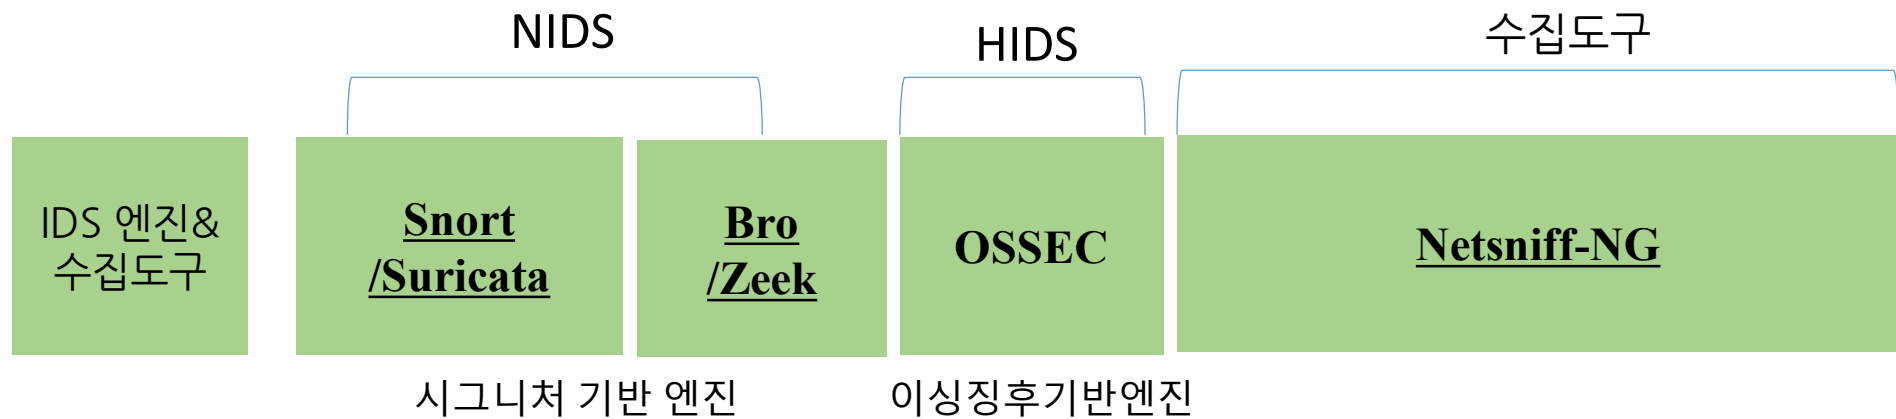 NIDS
HIDS
수집도구
IDS 엔진&
수집도구
Snort
/Suricata
Bro
/Zeek
OSSEC
Netsniff-NG
시그니처 기반 엔진
이싱징후기반엔진